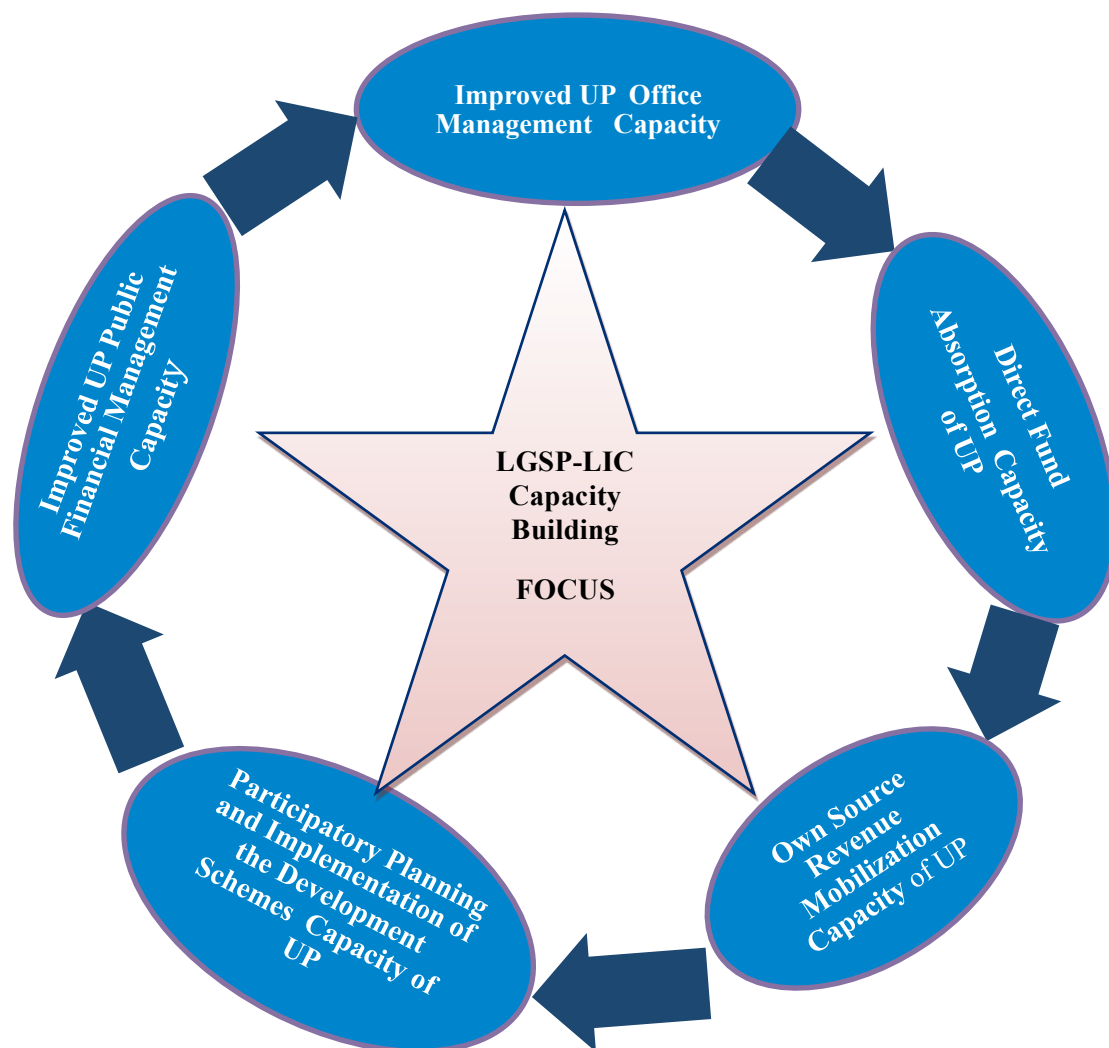 Improved UP Office
Management Capacity
Direct Fund
Absorption Capacity
of UP
Own Source
Revenue
Mobilization
Capacity of UP
Participatory Planning
and Implementation of
the Development
Schemes Capacity of
UP
Improved UP Public
Financial Management
Capacity
LGSP-LIC
Capacity
Building
FOCUS